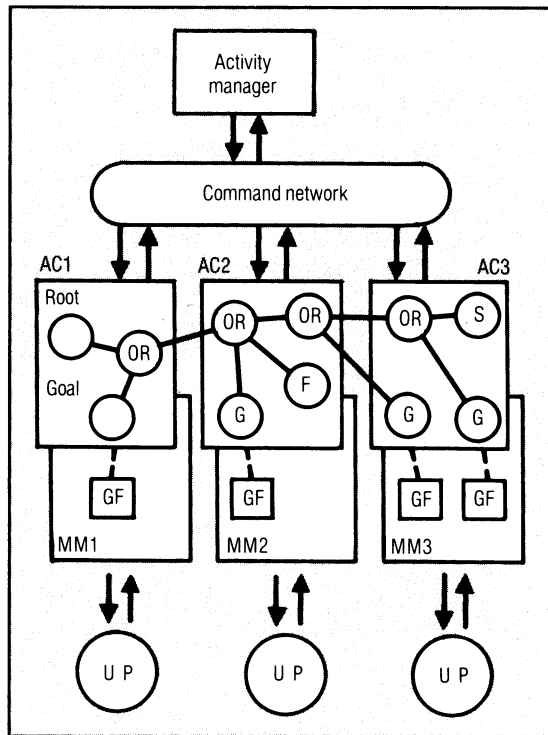 Activity
manager
Command network
AC1
AC2
AC3
Root
OR
OR
OR
OR
S
Goal
F
G
G
G
GF
GF
GF
GF
MM1
MM2
MM3
U P
U P
U P